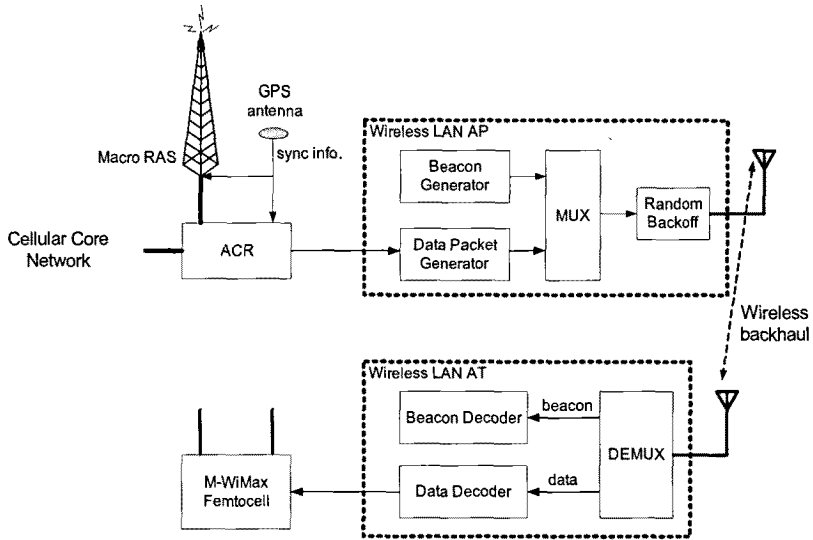 GPS
antenna
Macro RAS
sync info.
Cellular Core
Network
ACR
Wireless LAN AP
Beacon
Generator
Data Packet
Generator
MUX
Random
Backoff
Wireless
backhaul
Wireless LAN AT
Beacon Decoder
beacon
DEMUX
M-WiMax
Femtocell
Data Decoder
data